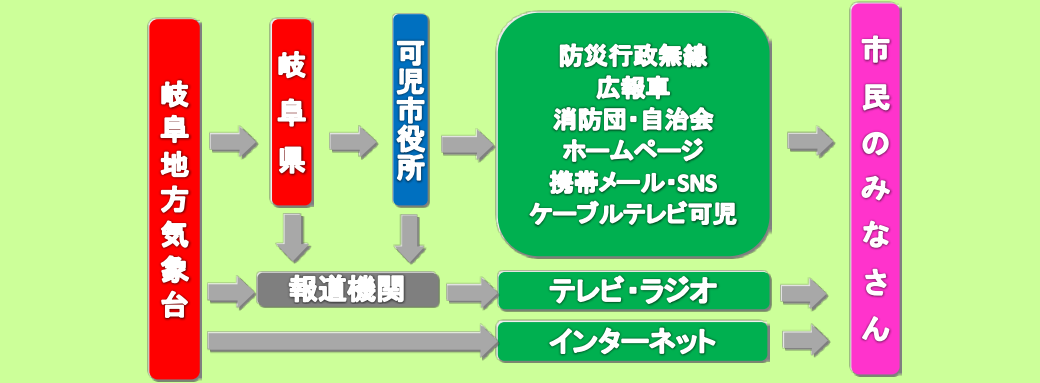 岐阜地方気象台
岐阜県
可児市役所
防災行政無線
広報車
消防団・自治会
ホームページ
携帯メール・SNS
ケーブルテレビ可児
報道機関
テレビ・ラジオ
インターネット
市民のみなさん